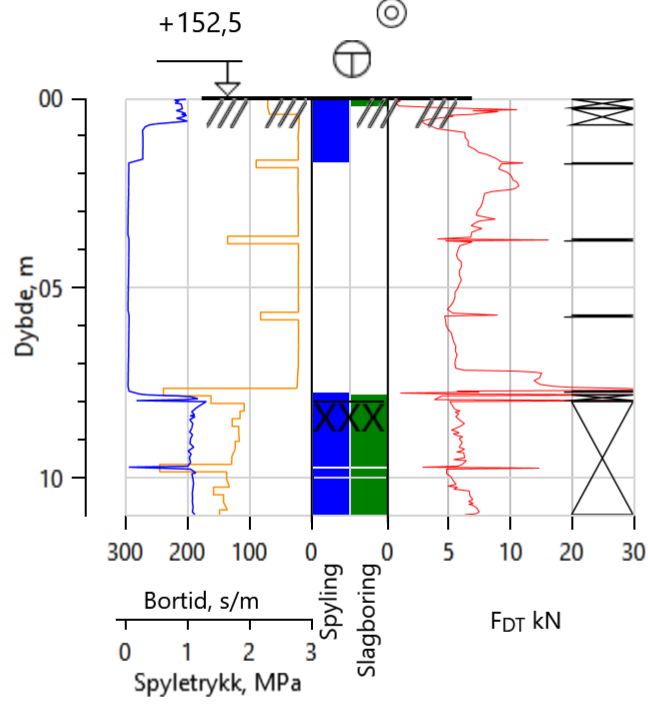 +152,5
00
05
10
Dybde, m
XXX
300 200 100 0 0 5 10 20 30
Bortid, s/m
Spyling
Slagboring
F_DT kN
0 1 2 3
Spyletrykk, MPa